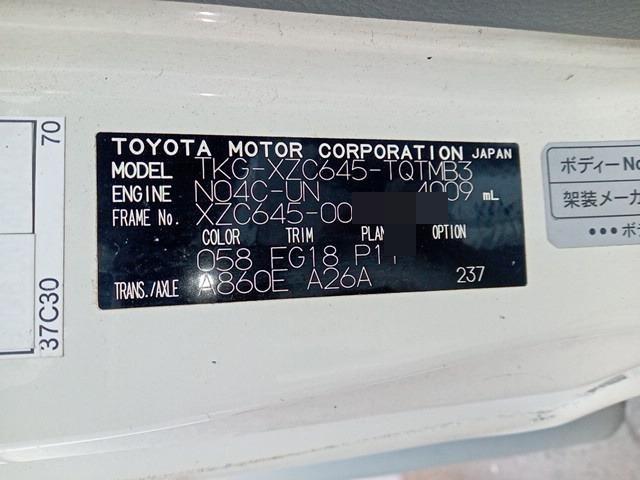 TOYOTA MOTOR CORPORATION JAPAN
MODEL TKG-XZC645-TQTMB3
ENGINE N04C-UN 4009 mL
FRAME No. XZC645-00
COLOR TRIM PLAN OPTION
058 FG18 P1
TRANS./AXLE A860E A26A 237
37C30 70
ボディーNo
架装メーカ
●●●ボ